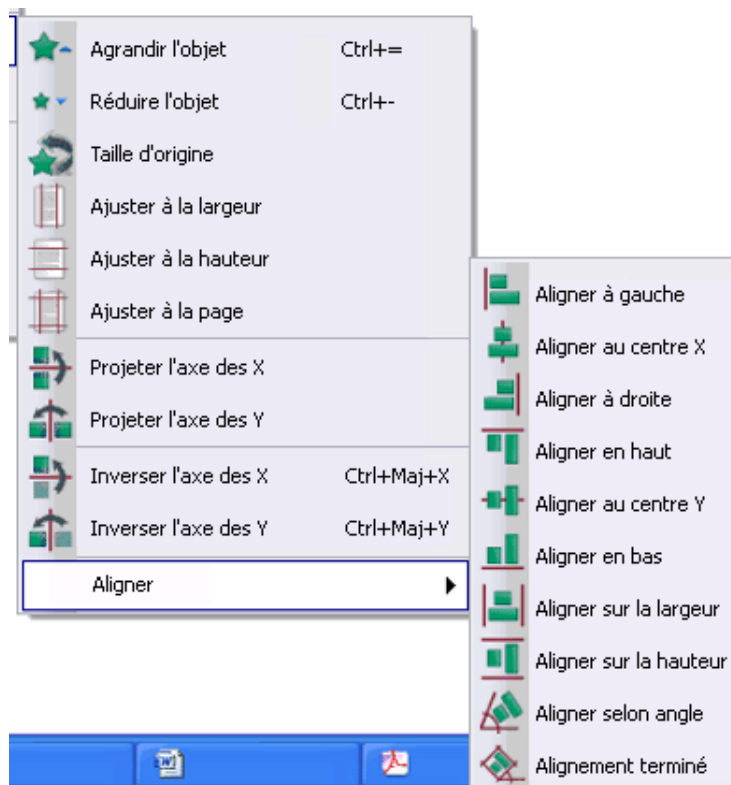 Agrandir l'objet Ctrl+=
Réduire l'objet Ctrl+-
Taille d'origine
Ajuster à la largeur
Ajuster à la hauteur
Ajuster à la page
Projeter l'axe des X
Projeter l'axe des Y
Inverser l'axe des X Ctrl+Maj+X
Inverser l'axe des Y Ctrl+Maj+Y
Aligner
Aligner à gauche
Aligner au centre X
Aligner à droite
Aligner en haut
Aligner au centre Y
Aligner en bas
Aligner sur la largeur
Aligner sur la hauteur
Aligner selon angle
Alignement terminé